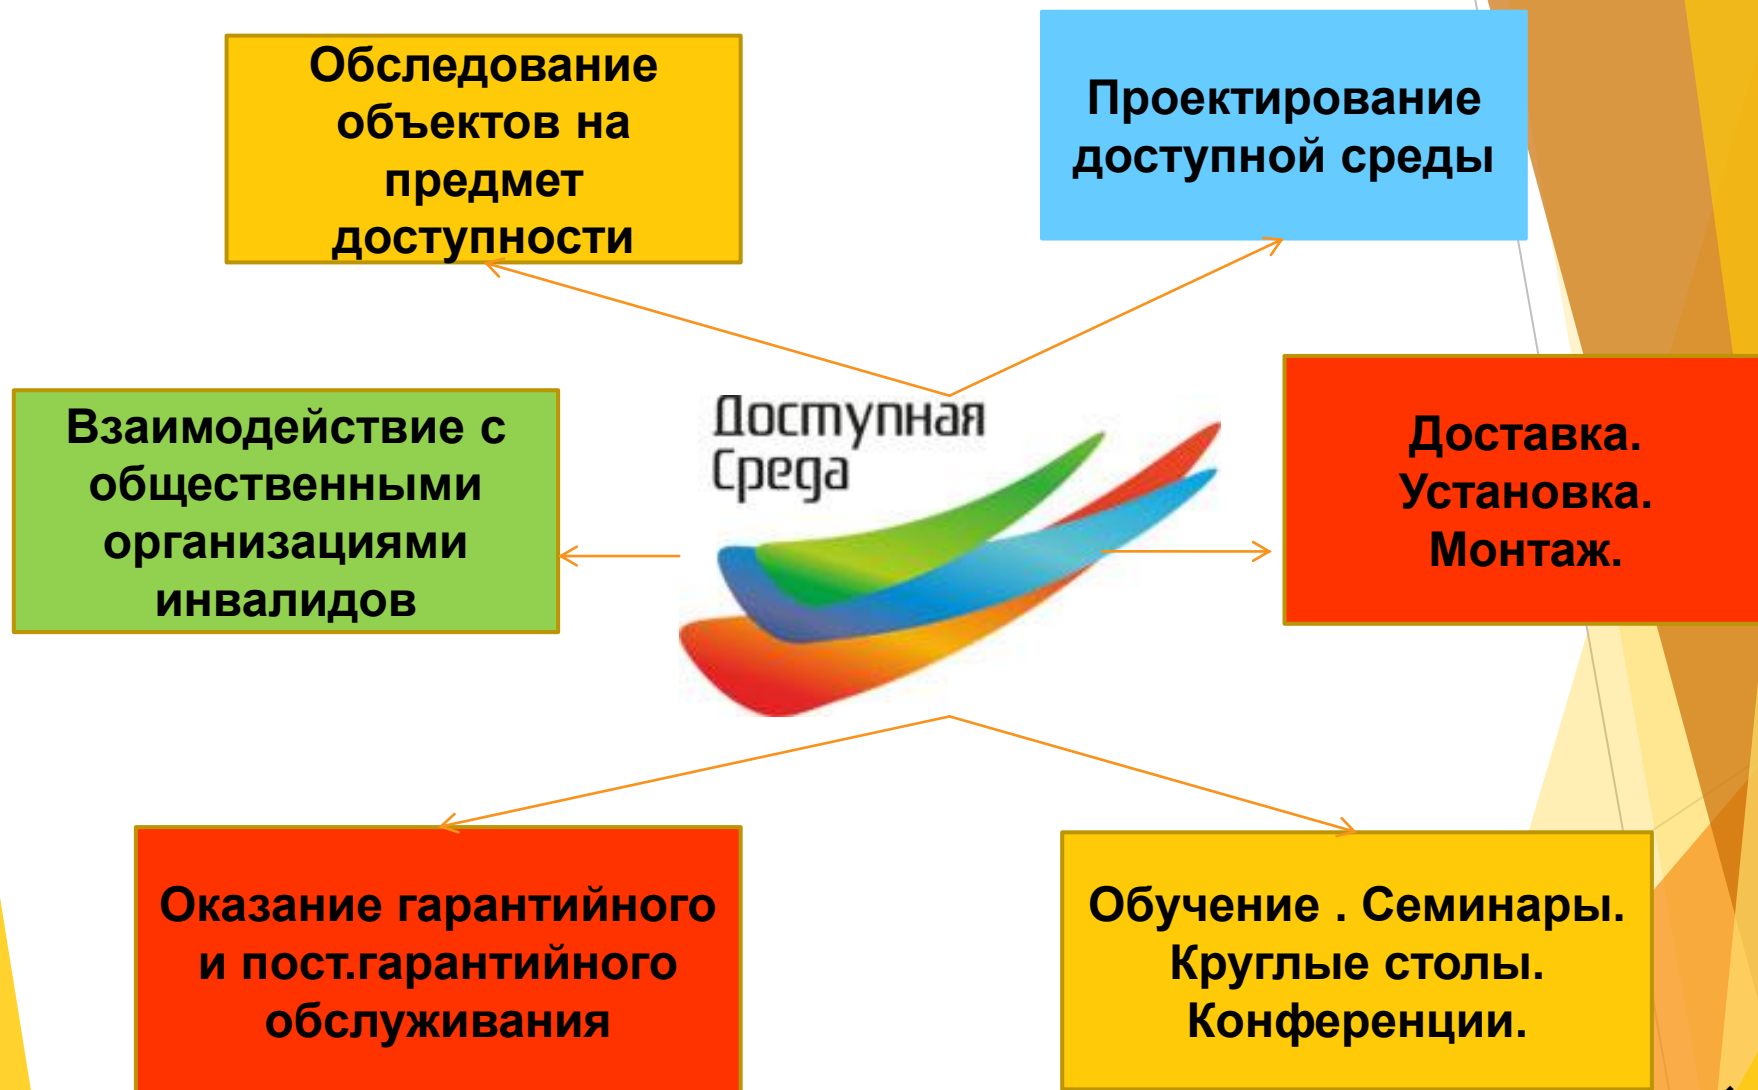 Обследование
объектов на
предмет
доступности
Проектирование
доступной среды
Взаимодействие с
общественными
организациями
инвалидов
Доступная
Среда
Доставка.
Установка.
Монтаж.
Оказание гарантийного
и пост.гарантийного
обслуживания
Обучение . Семинары.
Круглые столы.
Конференции.